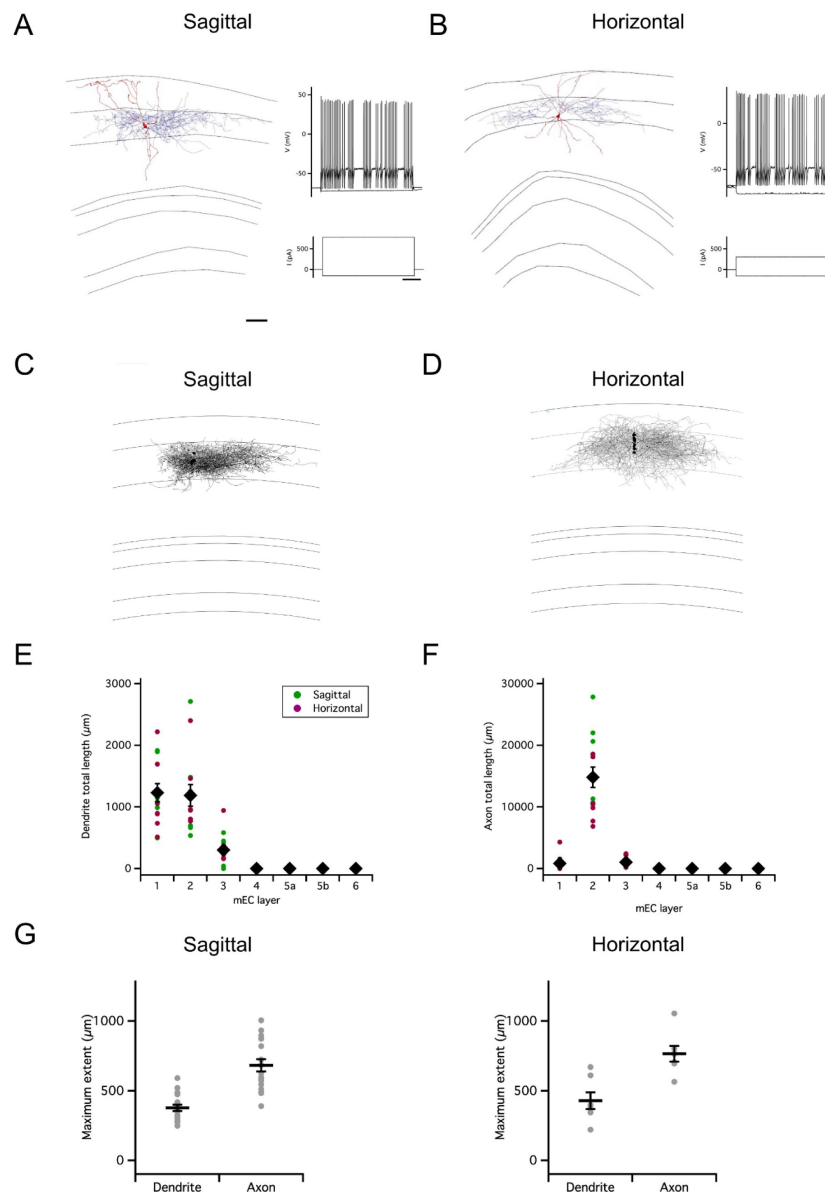 A
Sagittal
B
Horizontal
50
0
-50
V (mV)
500
0
I (pA)
0
-50
V (mV)
500
0
I (pA)
C
Sagittal
D
Horizontal
E
3000
2000
1000
0
Dendrite total length (µm)
1 2 3 4 5a 5b 6
mEC layer
Sagittal
Horizontal
F
30000
20000
10000
0
Axon total length (µm)
1 2 3 4 5a 5b 6
mEC layer
G
Sagittal
1000
500
0
Maximum extent (µm)
Dendrite Axon
Horizontal
1000
500
0
Maximum extent (µm)
Dendrite Axon